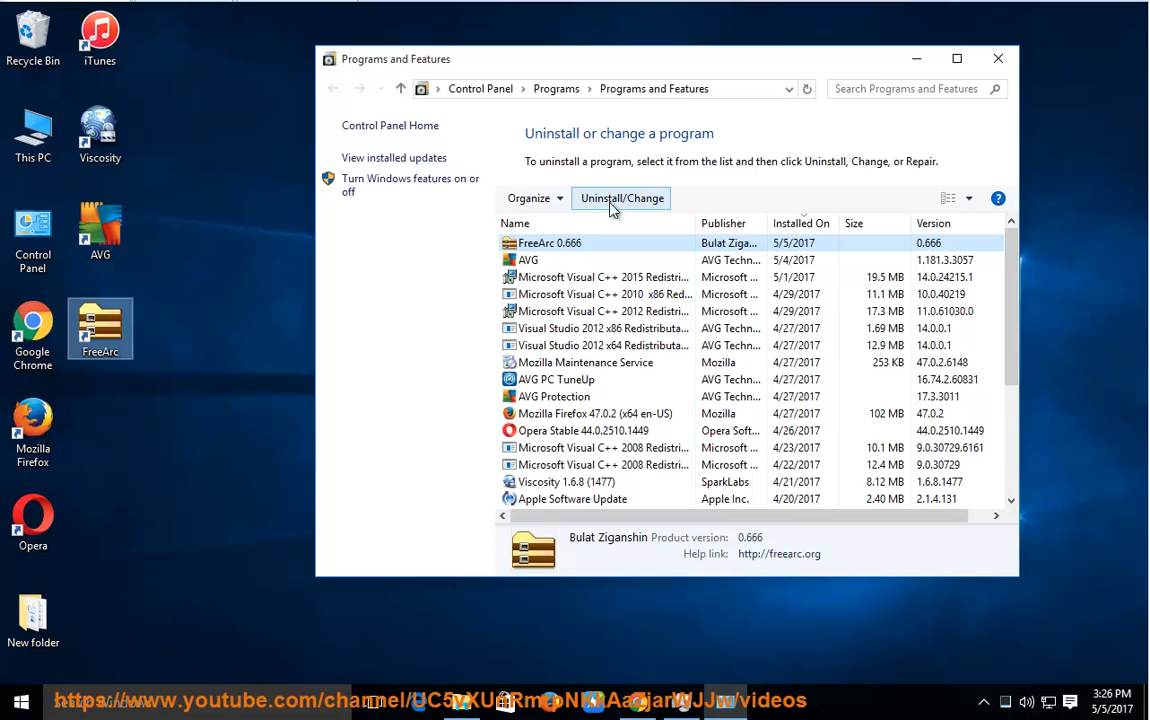 Recycle Bin
iTunes
This PC
Viscosity
Control
Panel
AVG
Google
Chrome
FreeArc
Mozilla
Firefox
Opera
New folder
Programs and Features
Control Panel
Programs
Programs and Features
Search Programs and Features
Control Panel Home
View installed updates
Turn Windows features on or
off
Uninstall or change a program
To uninstall a program, select it from the list and then click Uninstall, Change, or Repair.
Organize Uninstall/Change
Name Publisher Installed On Size Version
FreeArc 0.666 Bulat Ziga... 5/5/2017 0.666
AVG AVG Techn... 5/4/2017 1.181.3.3057
Microsoft Visual C++ 2015 Redistri... Microsoft ... 5/1/2017 19.5 MB 14.0.24215.1
Microsoft Visual C++ 2010 x86 Red... Microsoft ... 4/29/2017 11.1 MB 10.0.40219
Microsoft Visual C++ 2012 Redistri... Microsoft ... 4/29/2017 17.3 MB 11.0.61030.0
Visual Studio 2012 x86 Redistributa... AVG Techn... 4/27/2017 1.69 MB 14.0.0.1
Visual Studio 2012 x64 Redistributa... AVG Techn... 4/27/2017 12.9 MB 14.0.0.1
Mozilla Maintenance Service Mozilla 4/27/2017 253 KB 47.0.2.6148
AVG PC TuneUp AVG Techn... 4/27/2017 16.74.2.60831
AVG Protection AVG Techn... 4/27/2017 17.3.3011
Mozilla Firefox 47.0.2 (x64 en-US) Mozilla 4/27/2017 102 MB 47.0.2
Opera Stable 44.0.2510.1449 Opera Soft... 4/26/2017 44.0.2510.1449
Microsoft Visual C++ 2008 Redistri... Microsoft ... 4/23/2017 10.1 MB 9.0.30729.6161
Microsoft Visual C++ 2008 Redistri... Microsoft ... 4/22/2017 12.4 MB 9.0.30729
Viscosity 1.6.8 (1477) SparkLabs 4/21/2017 8.12 MB 1.6.8.1477
Apple Software Update Apple Inc. 4/20/2017 2.40 MB 2.1.4.131
Bulat Ziganshin Product version: 0.666
Help link: http://freearc.org
3:26 PM
5/5/2017